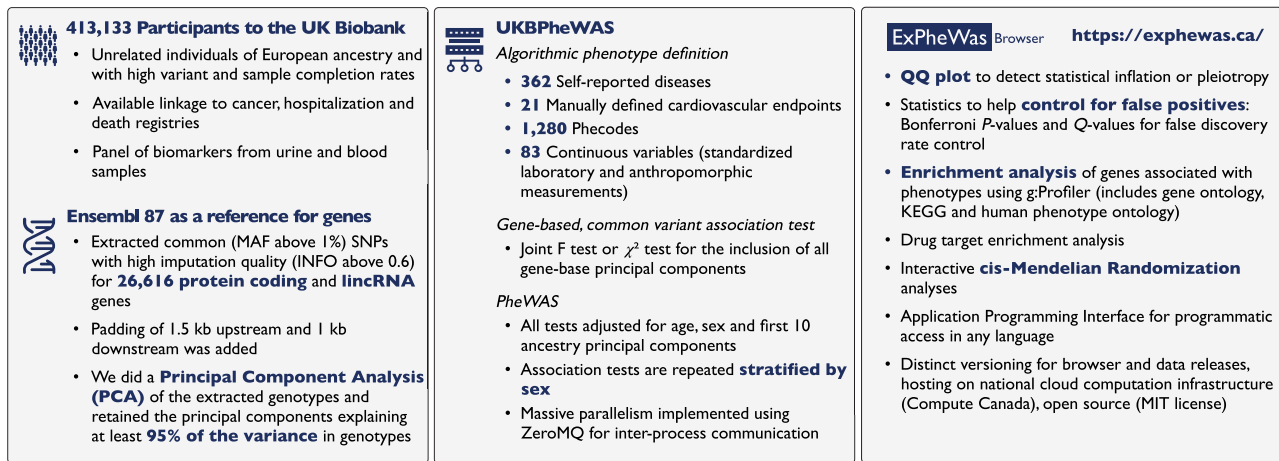 413,133 Participants to the UK Biobank
• Unrelated individuals of European ancestry and
with high variant and sample completion rates
• Available linkage to cancer, hospitalization and
death registries
• Panel of biomarkers from urine and blood
samples
Ensembl 87 as a reference for genes
• Extracted common (MAF above 1%) SNPs
with high imputation quality (INFO above 0.6)
for 26,616 protein coding and lincRNA
genes
• Padding of 1.5 kb upstream and 1 kb
downstream was added
• We did a Principal Component Analysis
(PCA) of the extracted genotypes and
retained the principal components explaining
at least 95% of the variance in genotypes
UKBPheWAS
Algorithmic phenotype definition
• 362 Self-reported diseases
• 21 Manually defined cardiovascular endpoints
• 1,280 Phecodes
• 83 Continuous variables (standardized
laboratory and anthropomorphic
measurements)
Gene-based, common variant association test
• Joint F test or χ² test for the inclusion of all
gene-base principal components
PheWAS
• All tests adjusted for age, sex and first 10
ancestry principal components
• Association tests are repeated stratified by
sex
• Massive parallelism implemented using
ZeroMQ for inter-process communication
ExPheWas Browser https://exphewas.ca/
• QQ plot to detect statistical inflation or pleiotropy
• Statistics to help control for false positives:
Bonferroni P-values and Q-values for false discovery
rate control
• Enrichment analysis of genes associated with
phenotypes using g:Profiler (includes gene ontology,
KEGG and human phenotype ontology)
• Drug target enrichment analysis
• Interactive cis-Mendelian Randomization
analyses
• Application Programming Interface for programmatic
access in any language
• Distinct versioning for browser and data releases,
hosting on national cloud computation infrastructure
(Compute Canada), open source (MIT license)